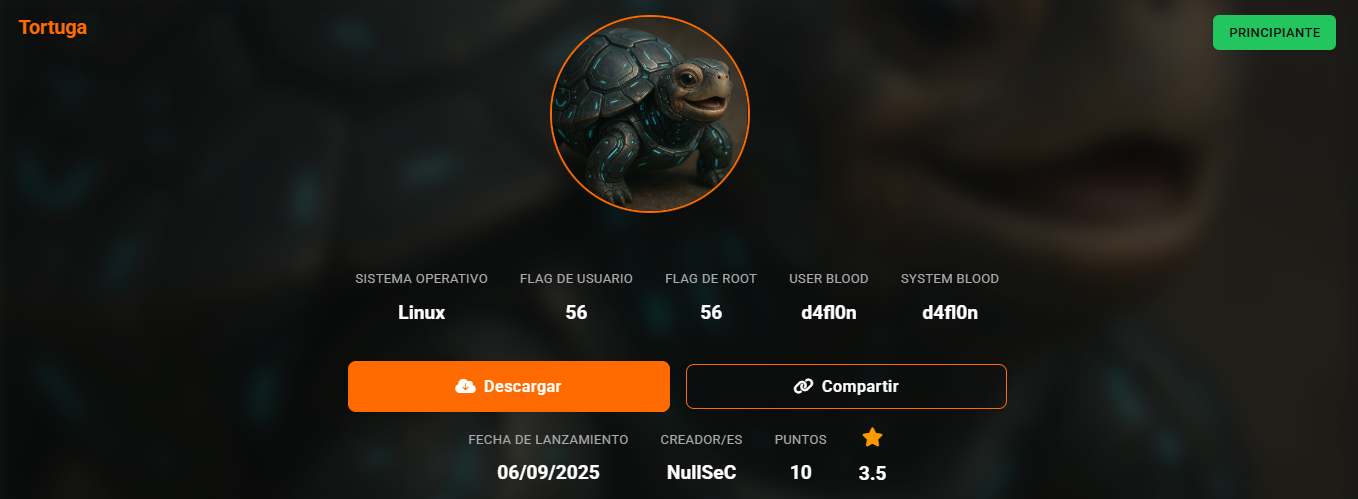 Tortuga
PRINCIPIANTE
SISTEMA OPERATIVO FLAG DE USUARIO FLAG DE ROOT USER BLOOD SYSTEM BLOOD
Linux 56 56 d4fl0n d4fl0n
Descargar Compartir
FECHA DE LANZAMIENTO CREADOR/ES PUNTOS
06/09/2025 NullSeC 10 3.5